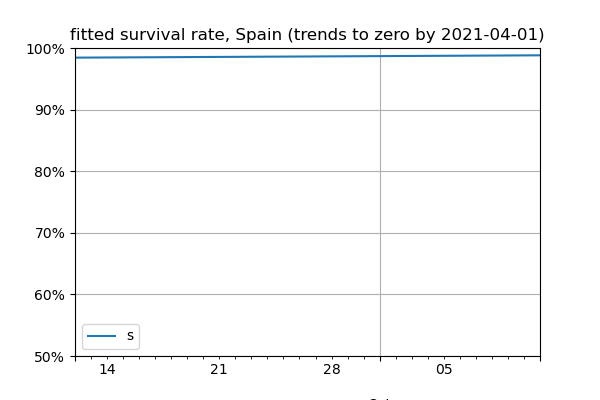 fitted survival rate, Spain (trends to zero by 2021-04-01)
100%
90%
80%
70%
60%
50%
s
14 21 28 05